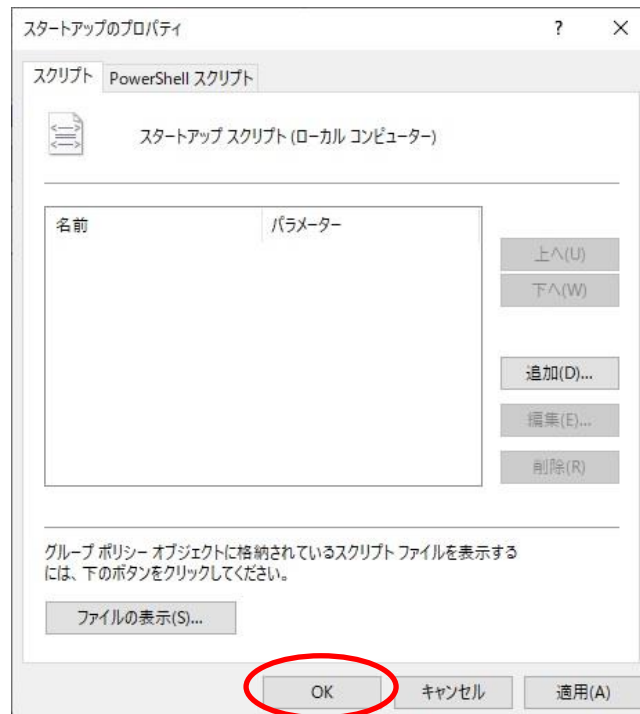 スタートアップのプロパティ
?
スクリプト
PowerShell スクリプト
スタートアップ スクリプト (ローカル コンピューター)
名前
パラメーター
上へ(U)
下へ(W)
追加(D)...
編集(E)...
削除(R)
グループ ポリシー オブジェクトに格納されているスクリプト ファイルを表示する
には、下のボタンをクリックしてください。
ファイルの表示(S)...
OK
キャンセル
適用(A)